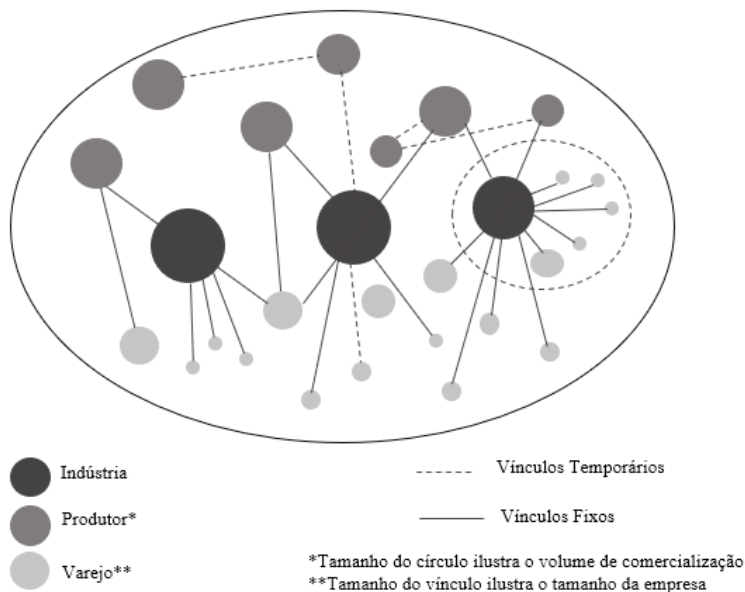 Indústria
Produtor*
Varejo**
Vínculos Temporários
Vínculos Fixos
*Tamanho do círculo ilustra o volume de comercialização
**Tamanho do vínculo ilustra o tamanho da empresa